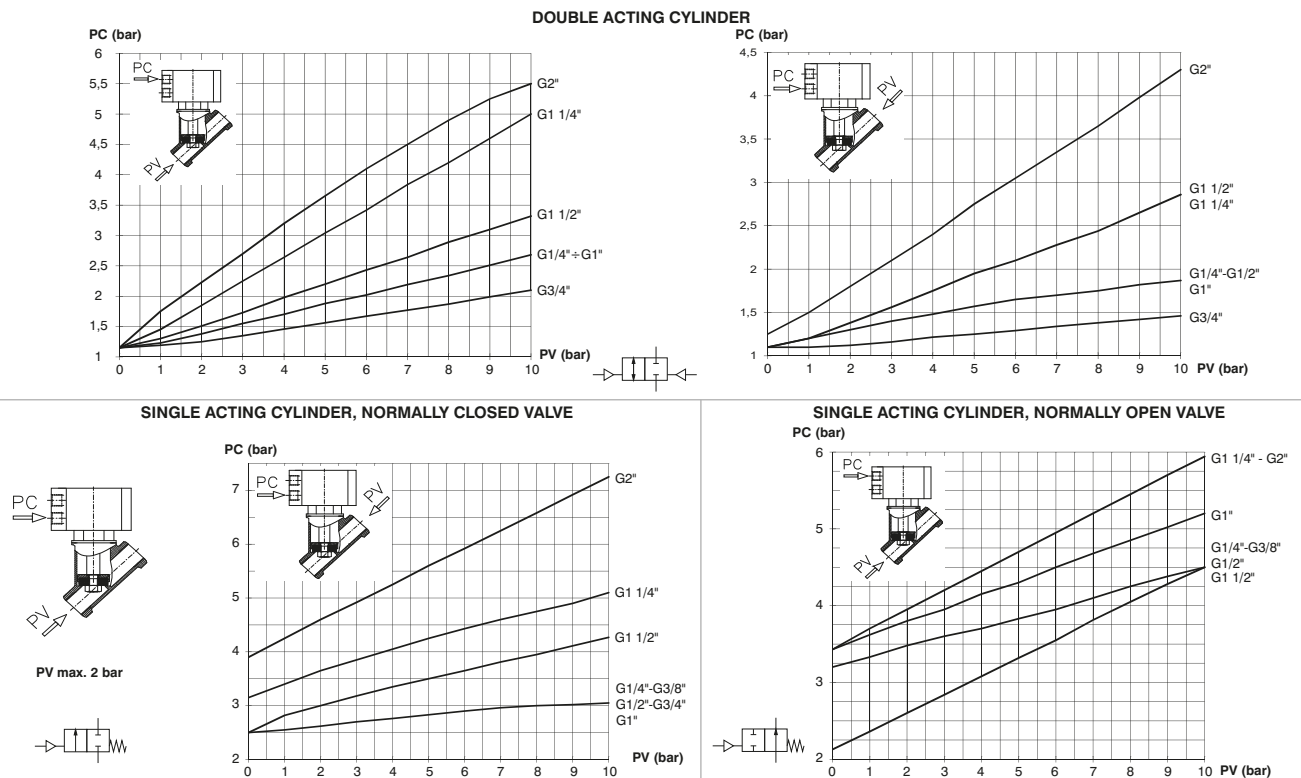 DOUBLE ACTING CYLINDER
PC (bar)
6
5,5
5
4,5
4
3,5
3
2,5
2
1,5
1
0 1 2 3 4 5 6 7 8 9 10
PV (bar)
PC
PV
G2"
G1 1/4"
G1 1/2"
G1/4"÷G1"
G3/4"
PC (bar)
4,5
4
3,5
3
2,5
2
1,5
1
0 1 2 3 4 5 6 7 8 9 10
PV (bar)
PC
PV
G2"
G1 1/2"
G1 1/4"
G1/4"-G1/2"
G1"
G3/4"
SINGLE ACTING CYLINDER, NORMALLY CLOSED VALVE
PC
PV
PV max. 2 bar
PC (bar)
7
6
5
4
3
2
0 1 2 3 4 5 6 7 8 9 10
PV (bar)
PC
PV
G2"
G1 1/4"
G1 1/2"
G1/4"-G3/8"
G1/2"-G3/4"
G1"
SINGLE ACTING CYLINDER, NORMALLY OPEN VALVE
PC (bar)
6
5
4
3
2
0 1 2 3 4 5 6 7 8 9 10
PV (bar)
PC
PV
G1 1/4" - G2"
G1"
G1/4"-G3/8"
G1/2"
G1 1/2"